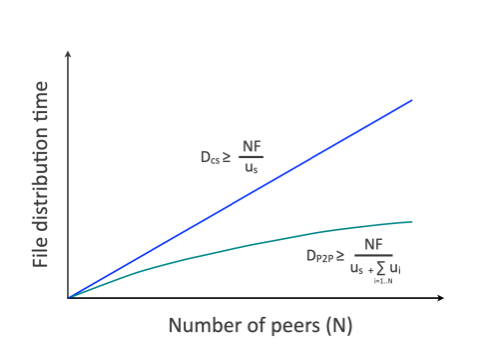 File distribution time
Dcs ≥ NF / us
DP2P ≥ NF / us + ∑ ui
i=1..N
Number of peers (N)